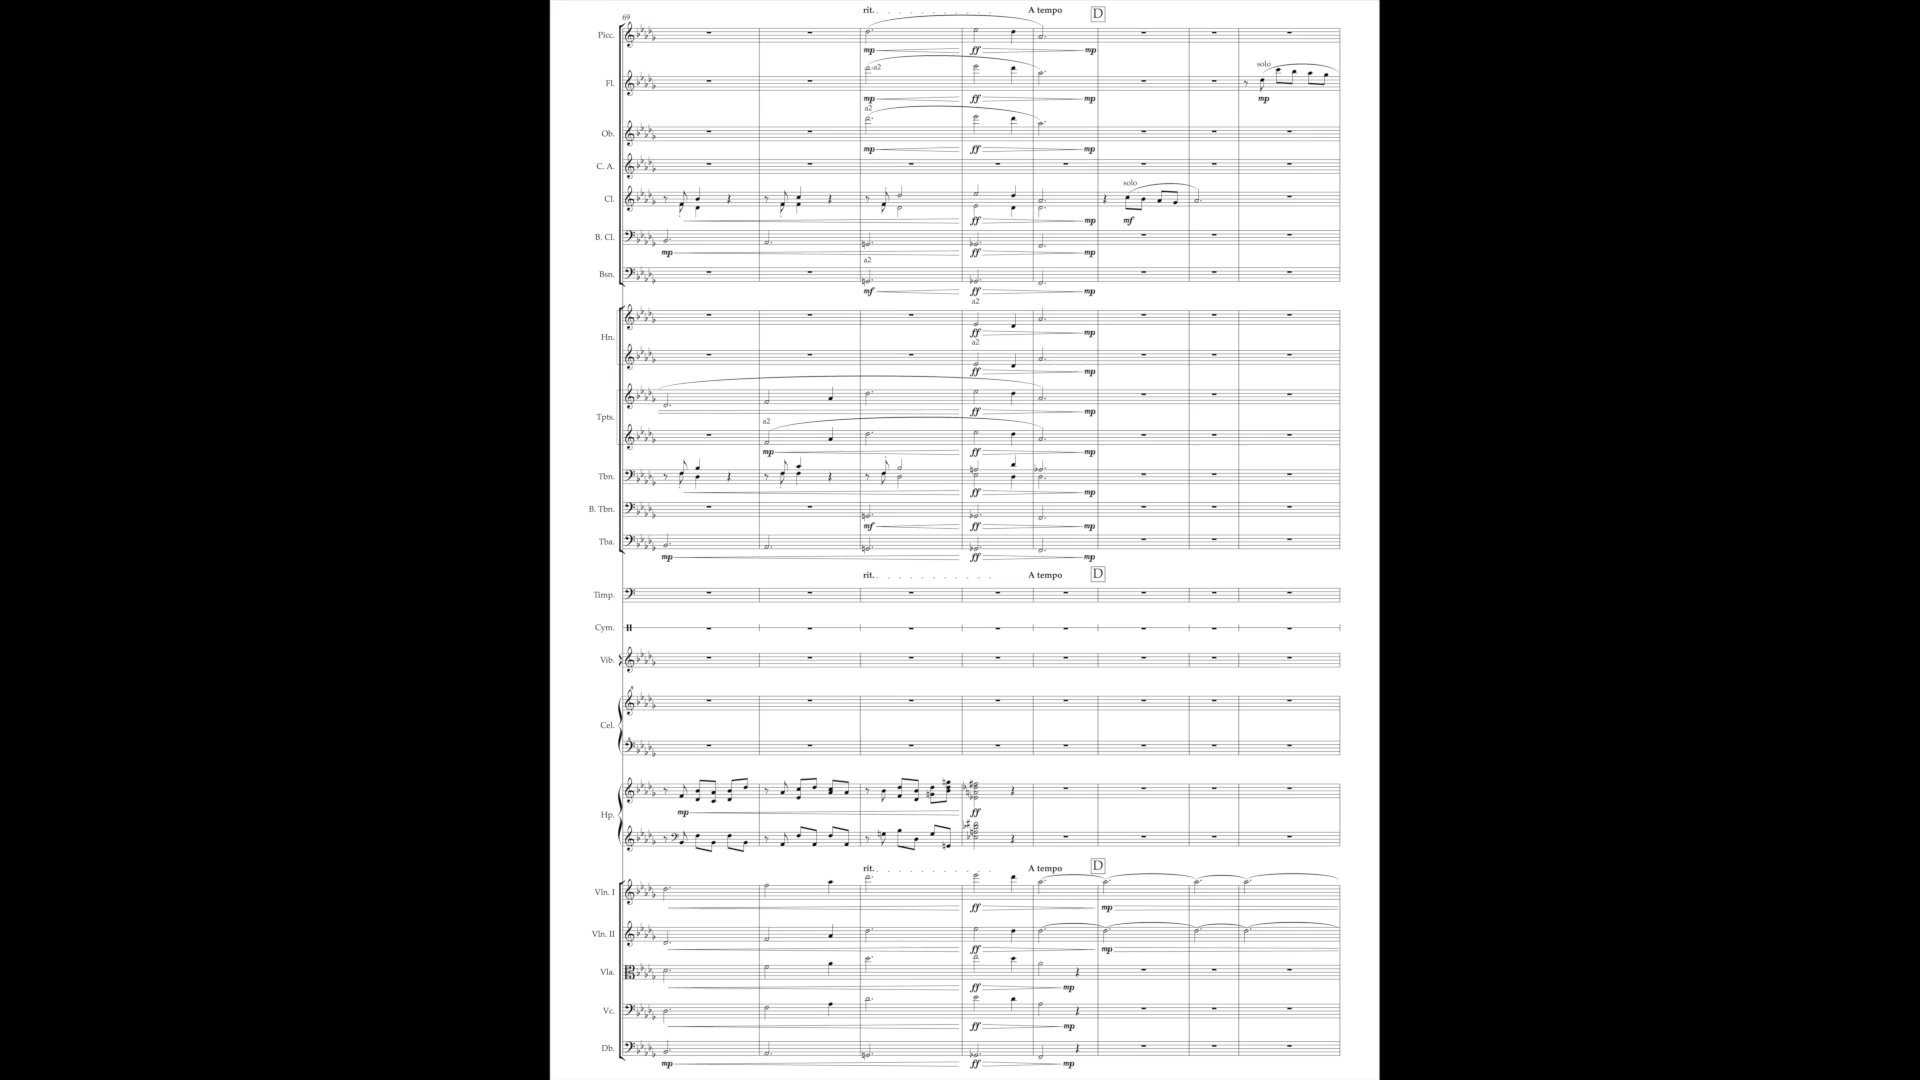 rit. A tempo D
69
Picc.
mp ff mp
solo
Fl. a2
mp ff mp mp
a2
Ob.
mp ff mp
C. A.
solo
Cl.
ff mp mf
B. Cl.
mp ff mp
a2
Bsn.
mf ff mp
a2
ff mp
Hn.
a2
ff mp
ff mp
Tpts.
a2
mp ff mp
Tbn.
ff mp
B. Tbn.
mf ff mp
Tba.
mp ff mp
rit. A tempo D
Timp.
Cym.
Vib.
Cel.
mp ff
Hp.
rit. A tempo D
Vln. I
ff mp
Vln. II
ff mp
Vla.
ff mp
Vc.
ff mp
Db.
mp ff mp